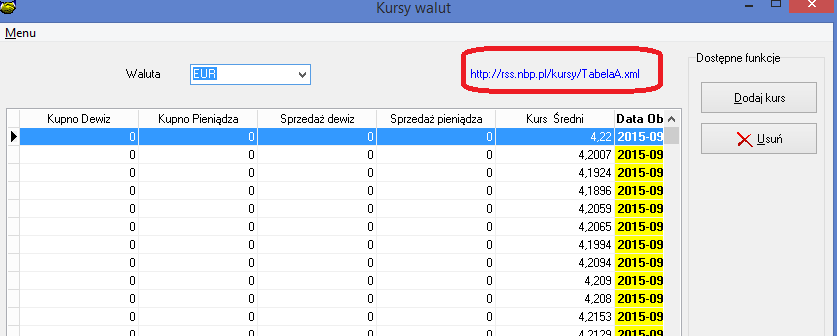 Kursy walut
Menu
Waluta EUR http://rss.nbp.pl/kursy/TabelaA.xml Dostępne funkcje
Dodaj kurs
Usuń
Kupno Dewiz Kupno Pieniądza Sprzedaż dewiz Sprzedaż pieniądza Kurs Średni Data Ob
0 0 0 0 4,22 2015-09
0 0 0 0 4,2007 2015-09
0 0 0 0 4,1924 2015-09
0 0 0 0 4,1896 2015-09
0 0 0 0 4,2059 2015-09
0 0 0 0 4,2065 2015-09
0 0 0 0 4,1994 2015-09
0 0 0 0 4,2094 2015-09
0 0 0 0 4,209 2015-09
0 0 0 0 4,208 2015-09
0 0 0 0 4,2153 2015-09
0 0 0 0 4,2129 2015-09